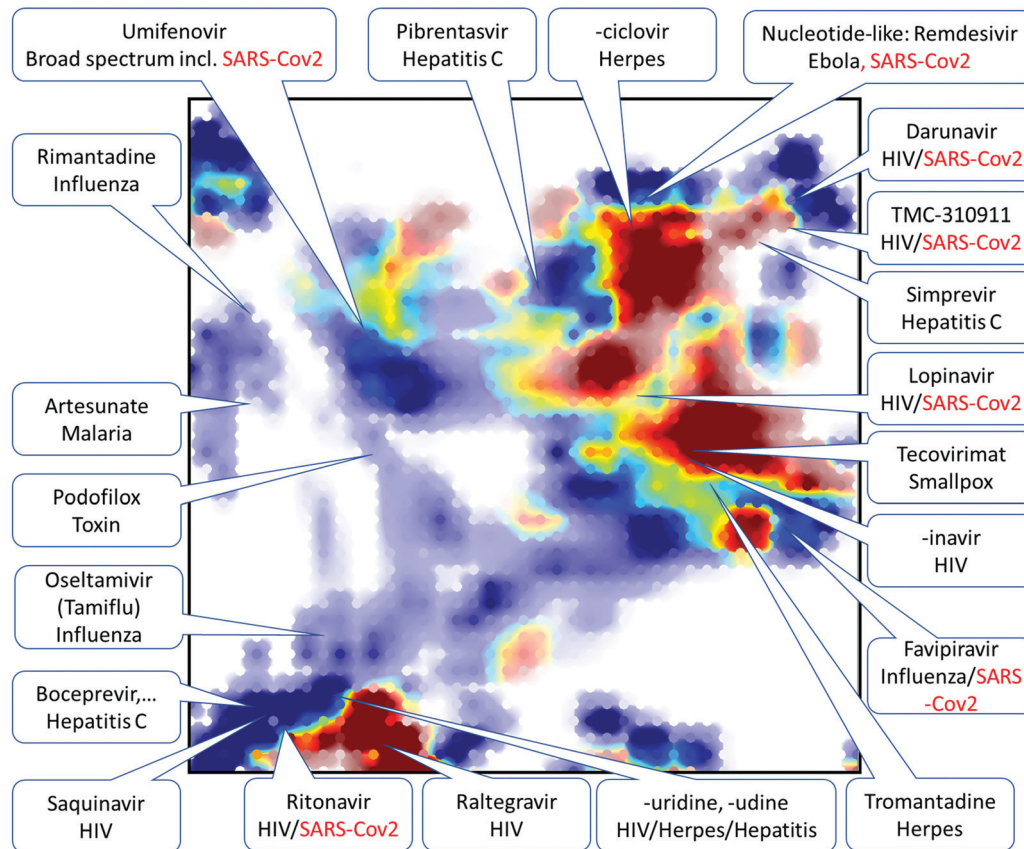 Umifenovir
Broad spectrum incl. SARS-Cov2
Pibrentasvir
Hepatitis C
-ciclovir
Herpes
Nucleotide-like: Remdesivir
Ebola, SARS-Cov2
Rimantadine
Influenza
Darunavir
HIV/SARS-Cov2
TMC-310911
HIV/SARS-Cov2
Simprevir
Hepatitis C
Artesunate
Malaria
Lopinavir
HIV/SARS-Cov2
Tecovirimat
Smallpox
Podofilox
Toxin
-inavir
HIV
Oseltamivir
(Tamiflu)
Influenza
Favipiravir
Influenza/SARS
-Cov2
Boceprevir,...
Hepatitis C
Saquinavir
HIV
Ritonavir
HIV/SARS-Cov2
Raltegravir
HIV
-uridine, -udine
HIV/Herpes/Hepatitis
Tromantadine
Herpes